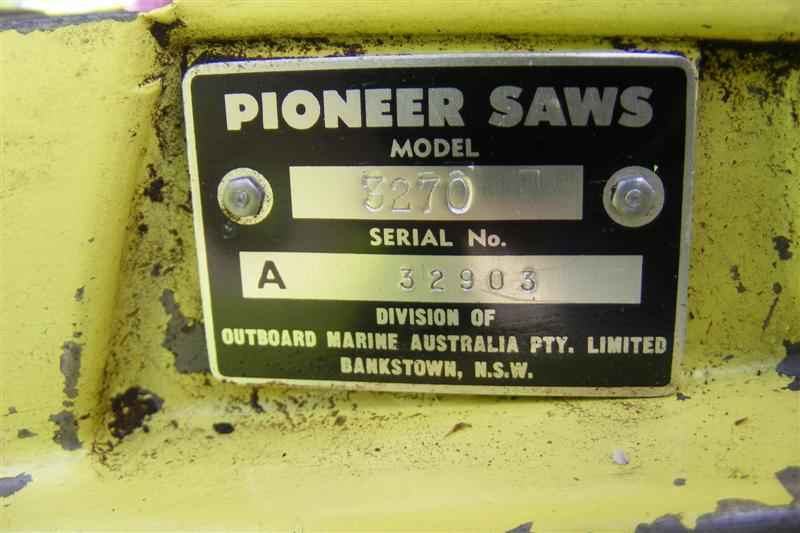 PIONEER SAWS
MODEL
3270
SERIAL No.
A 32903
DIVISION OF
OUTBOARD MARINE AUSTRALIA PTY. LIMITED
BANKSTOWN, N.S.W.